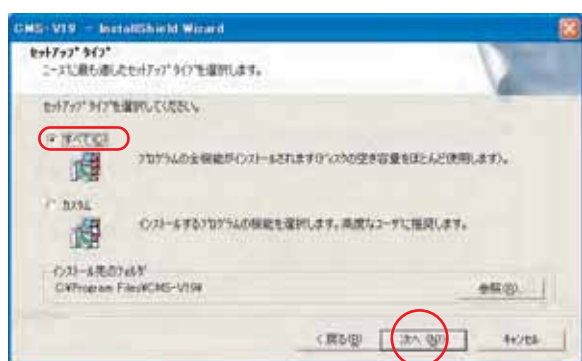 CMS-V19 - InstallShield Wizard
セットアップ タイプ
ニーズに最も適したセットアップ タイプを選択します。
セットアップ タイプを選択してください。
すべて(C)
プログラムの全機能がインストールされます(ディスクの空き容量をほとんど使用します)。
カスタム
インストールするプログラムの機能を選択します。高度なユーザに推奨します。
インストール先のフォルダ
C:¥Program Files¥CMS-V19¥
参照(R)...
< 戻る(B)
次へ (N)>
キャンセル